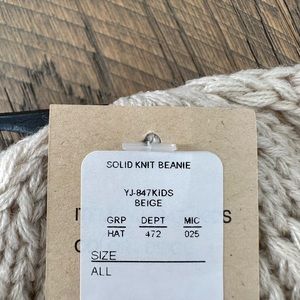 SOLID KNIT BEANIE
YJ-847KIDS
BEIGE
GRP DEPT MIC
HAT 472 025
SIZE
ALL